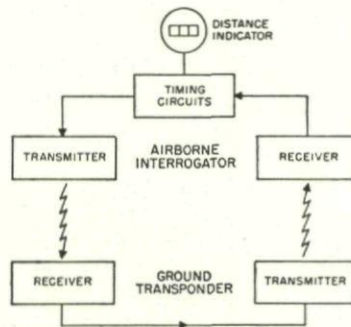 DISTANCE
INDICATOR
TIMING
CIRCUITS
TRANSMITTER
AIRBORNE
INTERROGATOR
RECEIVER
RECEIVER
GROUND
TRANSPONDER
TRANSMITTER